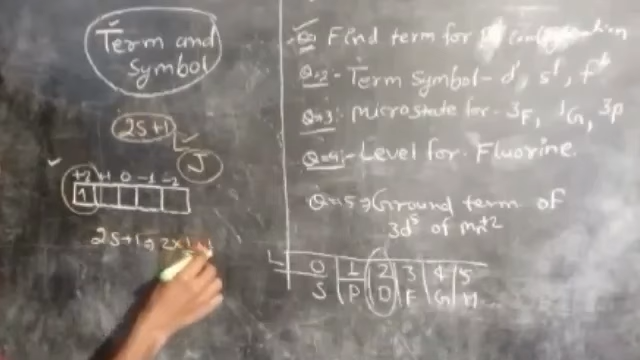 Term and
Symbol
2S+1
J
+2 +1 0 -1 -2
1
2S+1 ⇒ 2×
Q.1 Find term for
Q.2 - Term Symbol - d¹, s¹, f
Q.3: Microstate for - ³F, ¹G, ³P
Q.4:- Level for Fluorine
Q.5 → Ground term of
3d⁵ of Mn⁺²
L 0 1 2 3 4 5
S P D F G H